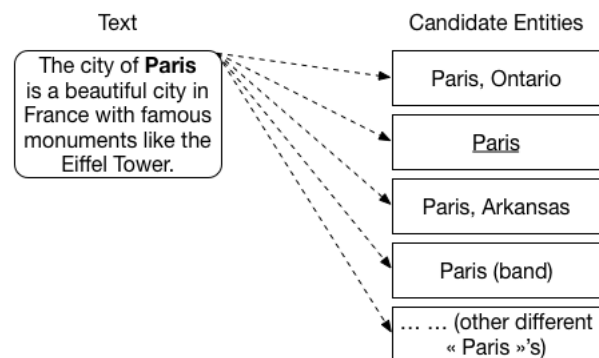 Text
The city of Paris
is a beautiful city in
France with famous
monuments like the
Eiffel Tower.
Candidate Entities
Paris, Ontario
Paris
Paris, Arkansas
Paris (band)
... ... (other different
« Paris »'s)